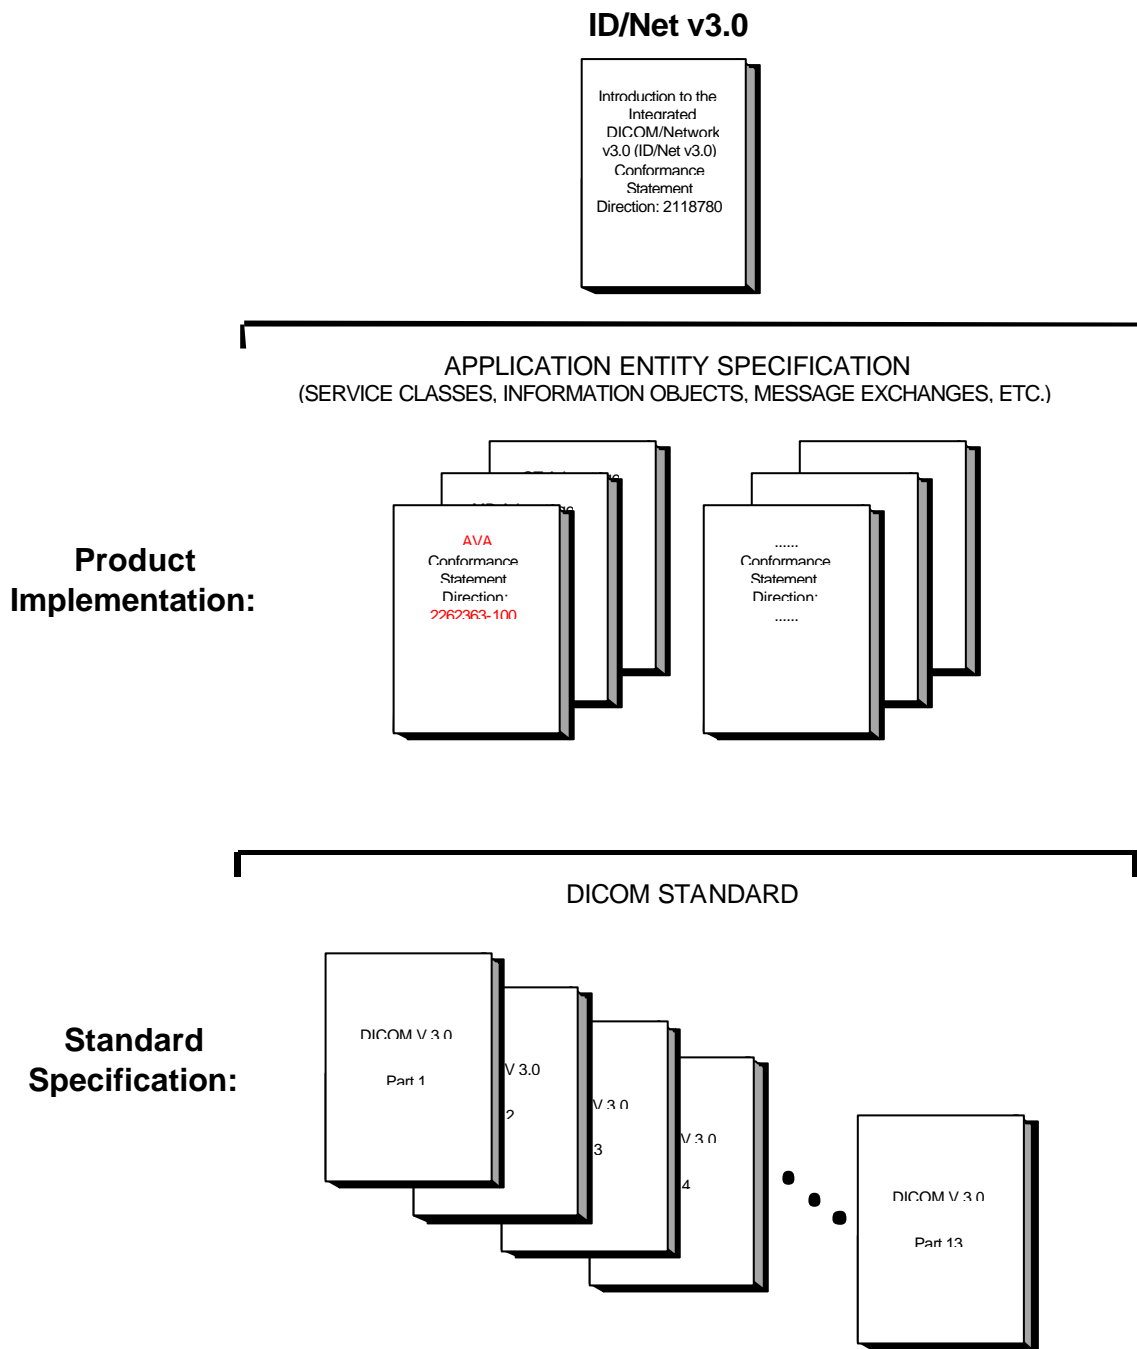 ID/Net v3.0
Introduction to the
Integrated
DICOM/Network
v3.0 (ID/Net v3.0)
Conformance
Statement
Direction: 2118780
APPLICATION ENTITY SPECIFICATION
(SERVICE CLASSES, INFORMATION OBJECTS, MESSAGE EXCHANGES, ETC.)
Product
Implementation:
AVA
Conformance
Statement
Direction:
2262363-100
......
Conformance
Statement
Direction:
......
DICOM STANDARD
Standard
Specification:
DICOM V 3.0
Part 1
V 3.0
2
V 3.0
3
V 3.0
4
DICOM V 3.0
Part 13